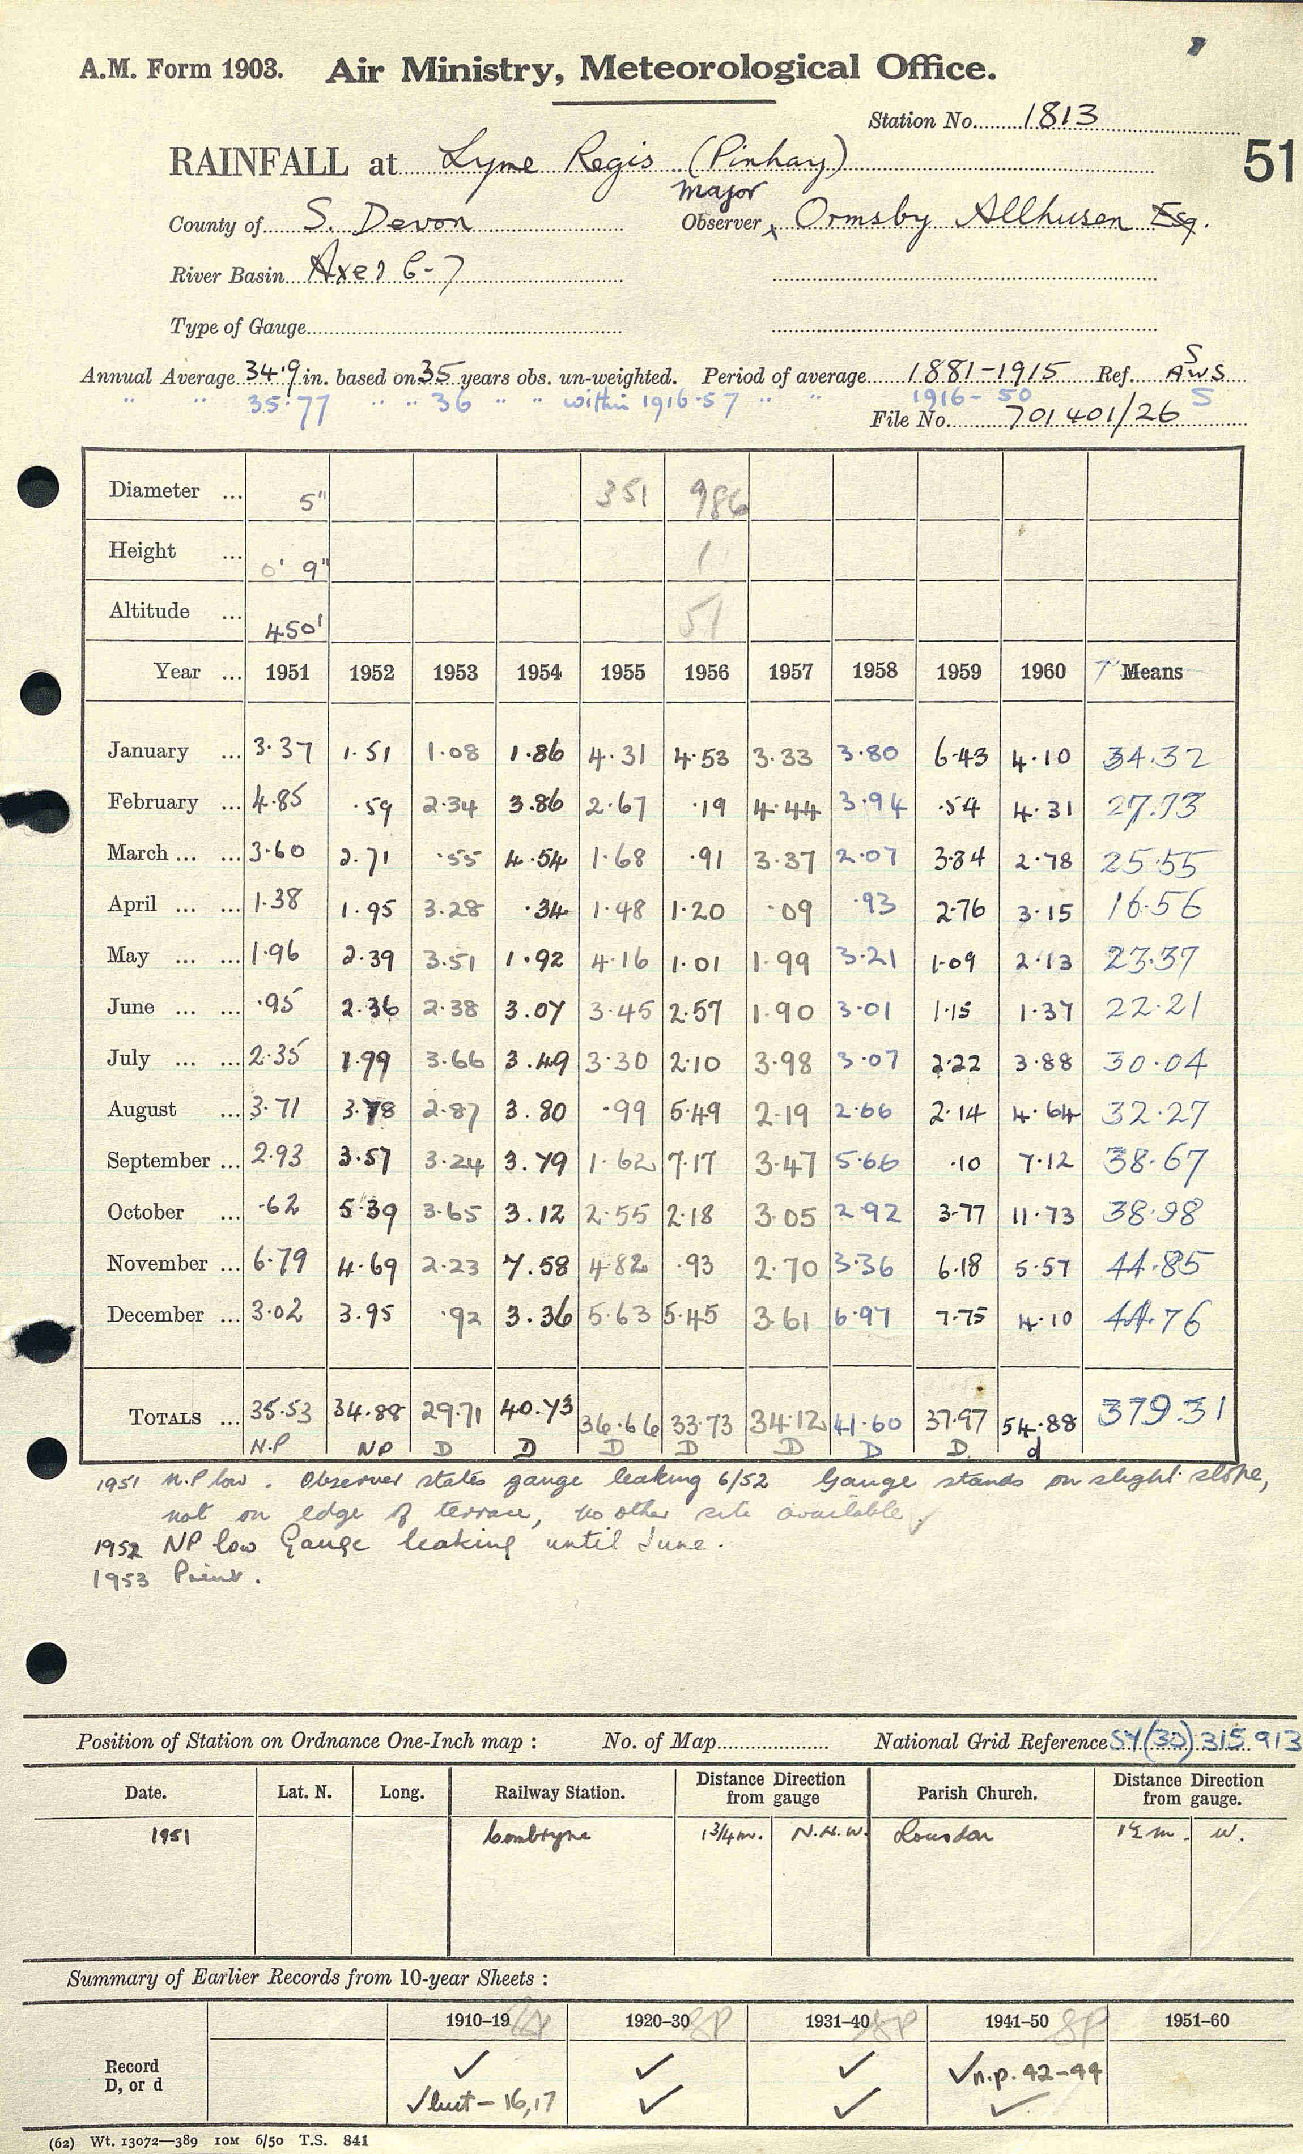 A.M. Form 1903. Air Ministry, Meteorological Office.
Station No. 1813
51
RAINFALL at Lyme Regis (Pinhay)
Major
County of S. Devon Observer Ormsby Allhusen Esq.
River Basin Axe 26-7
Type of Gauge
Annual Average 34·9 in. based on 35 years obs. un-weighted. Period of average 1881-1915 Ref. S AWS
" " 35·77 " " 36 " " within 1916-57 " " 1916-50 S
File No. 701401/26
Diameter ... 5" 351 986
Height ... 0' 9" 1
Altitude ... 450' 51
Year ... 1951 1952 1953 1954 1955 1956 1957 1958 1959 1960 T Means
January ... 3·37 1·51 1·08 1·86 4·31 4·53 3·33 3·80 6·43 4·10 34·32
February ... 4·85 ·59 2·34 3·86 2·67 ·19 4·44 3·94 ·54 4·31 27.73
March ... ... 3·60 2·71 ·55 4·54 1·68 ·91 3·37 2·07 3·34 2·78 25·55
April ... ... 1·38 1·95 3·28 ·34 1·48 1·20 ·09 ·93 2·76 3·15 16·56
May ... ... 1·96 2·39 3·51 1·92 4·16 1·01 1·99 3·21 1·09 2·13 23·37
June ... ... ·95 2·36 2·38 3·07 3·45 2·57 1·90 3·01 1·15 1·37 22·21
July ... ... 2·35 1·99 3·66 3·49 3·30 2·10 3·98 3·07 2·22 3·88 30·04
August ... 3·71 3·78 2·87 3·80 ·99 5·49 2·19 2·66 2·14 4·64 32·27
September ... 2·93 3·57 3·24 3·79 1·62 7·17 3·47 5·66 ·10 7·12 38·67
October ... ·62 5·39 3·65 3·12 2·55 2·18 3·05 2·92 3·77 11·73 38·98
November ... 6·79 4·69 2·23 7·58 4·82 ·93 2·70 3·36 6·18 5·57 44·85
December ... 3·02 3·95 ·92 3·36 5·63 5·45 3·61 6·97 7·75 4·10 44·76
TOTALS ... 35·53 34·88 29·71 40·73 36·66 33·73 34·12 41·60 37·97 54·88 379·31
N.P NP D D D D D D D d
1951 N.P low. Observer states gauge leaking 6/52 Gauge stands on slight slope,
not on edge of terrace, no other site available.
1952 NP low Gauge leaking until June.
1953 Print.
Position of Station on Ordnance One-Inch map : No. of Map National Grid Reference SY(30) 315 913
Date. Lat. N. Long. Railway Station. Distance Direction from gauge Parish Church. Distance Direction from gauge.
1951 Combpyne 1 3/4 m. N.N.W. Rousdon 1½ m. W.
Summary of Earlier Records from 10-year Sheets :
1910-19 1920-30 8P 1931-40 8P 1941-50 8P 1951-60
Record ✓ ✓ ✓ ✓ n.p. 42-44
D, or d ✓ but - 16,17 ✓ ✓ ✓
(62) Wt. 13072—389 10M 6/50 T.S. 841